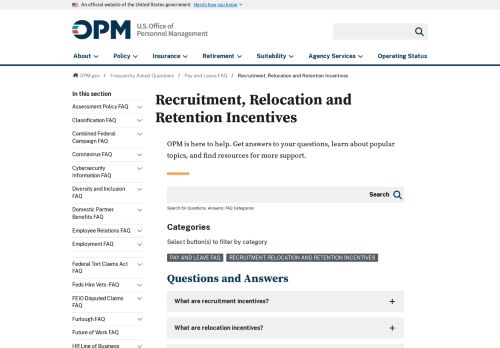 An official website of the United States government Here's how you know
OPM U.S. Office of
Personnel Management
About Policy Insurance Retirement Suitability Agency Services Operating Status
OPM.gov / Frequently Asked Questions / Pay and Leave FAQ / Recruitment, Relocation and Retention Incentives
In this section
Assessment Policy FAQ
Classification FAQ
Combined Federal
Campaign FAQ
Coronavirus FAQ
Cybersecurity
Information FAQ
Diversity and Inclusion
FAQ
Domestic Partner
Benefits FAQ
Employee Relations FAQ
Employment FAQ
Federal Tort Claims Act
FAQ
Feds Hire Vets - FAQ
FEIO Disputed Claims
FAQ
Furlough FAQ
Future of Work FAQ
HR Line of Business
Recruitment, Relocation and
Retention Incentives
OPM is here to help. Get answers to your questions, learn about popular
topics, and find resources for more support.
Search
Search for Questions, Answers, FAQ Categories
Categories
Select button(s) to filter by category
PAY AND LEAVE FAQ RECRUITMENT, RELOCATION AND RETENTION INCENTIVES
Questions and Answers
What are recruitment incentives?
What are relocation incentives?